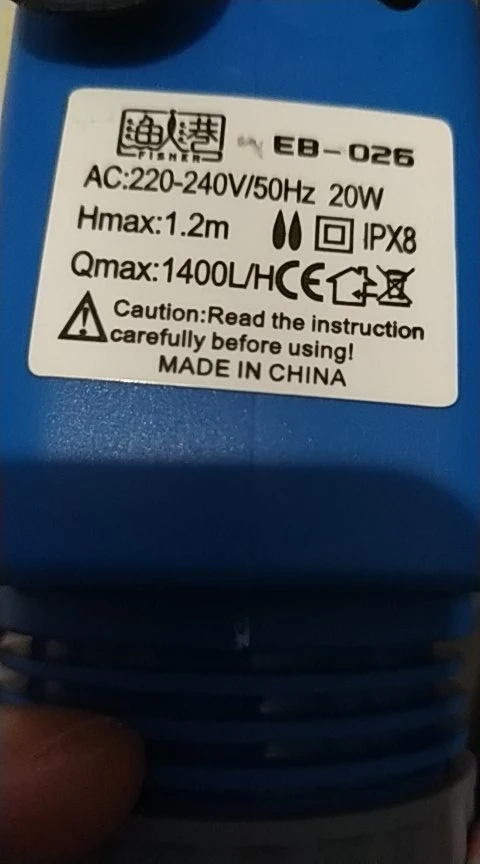 渔人港 EB-026
FISHER
AC:220-240V/50Hz 20W
Hmax:1.2m IPX8
Qmax:1400L/H CE
Caution:Read the instruction
carefully before using!
MADE IN CHINA